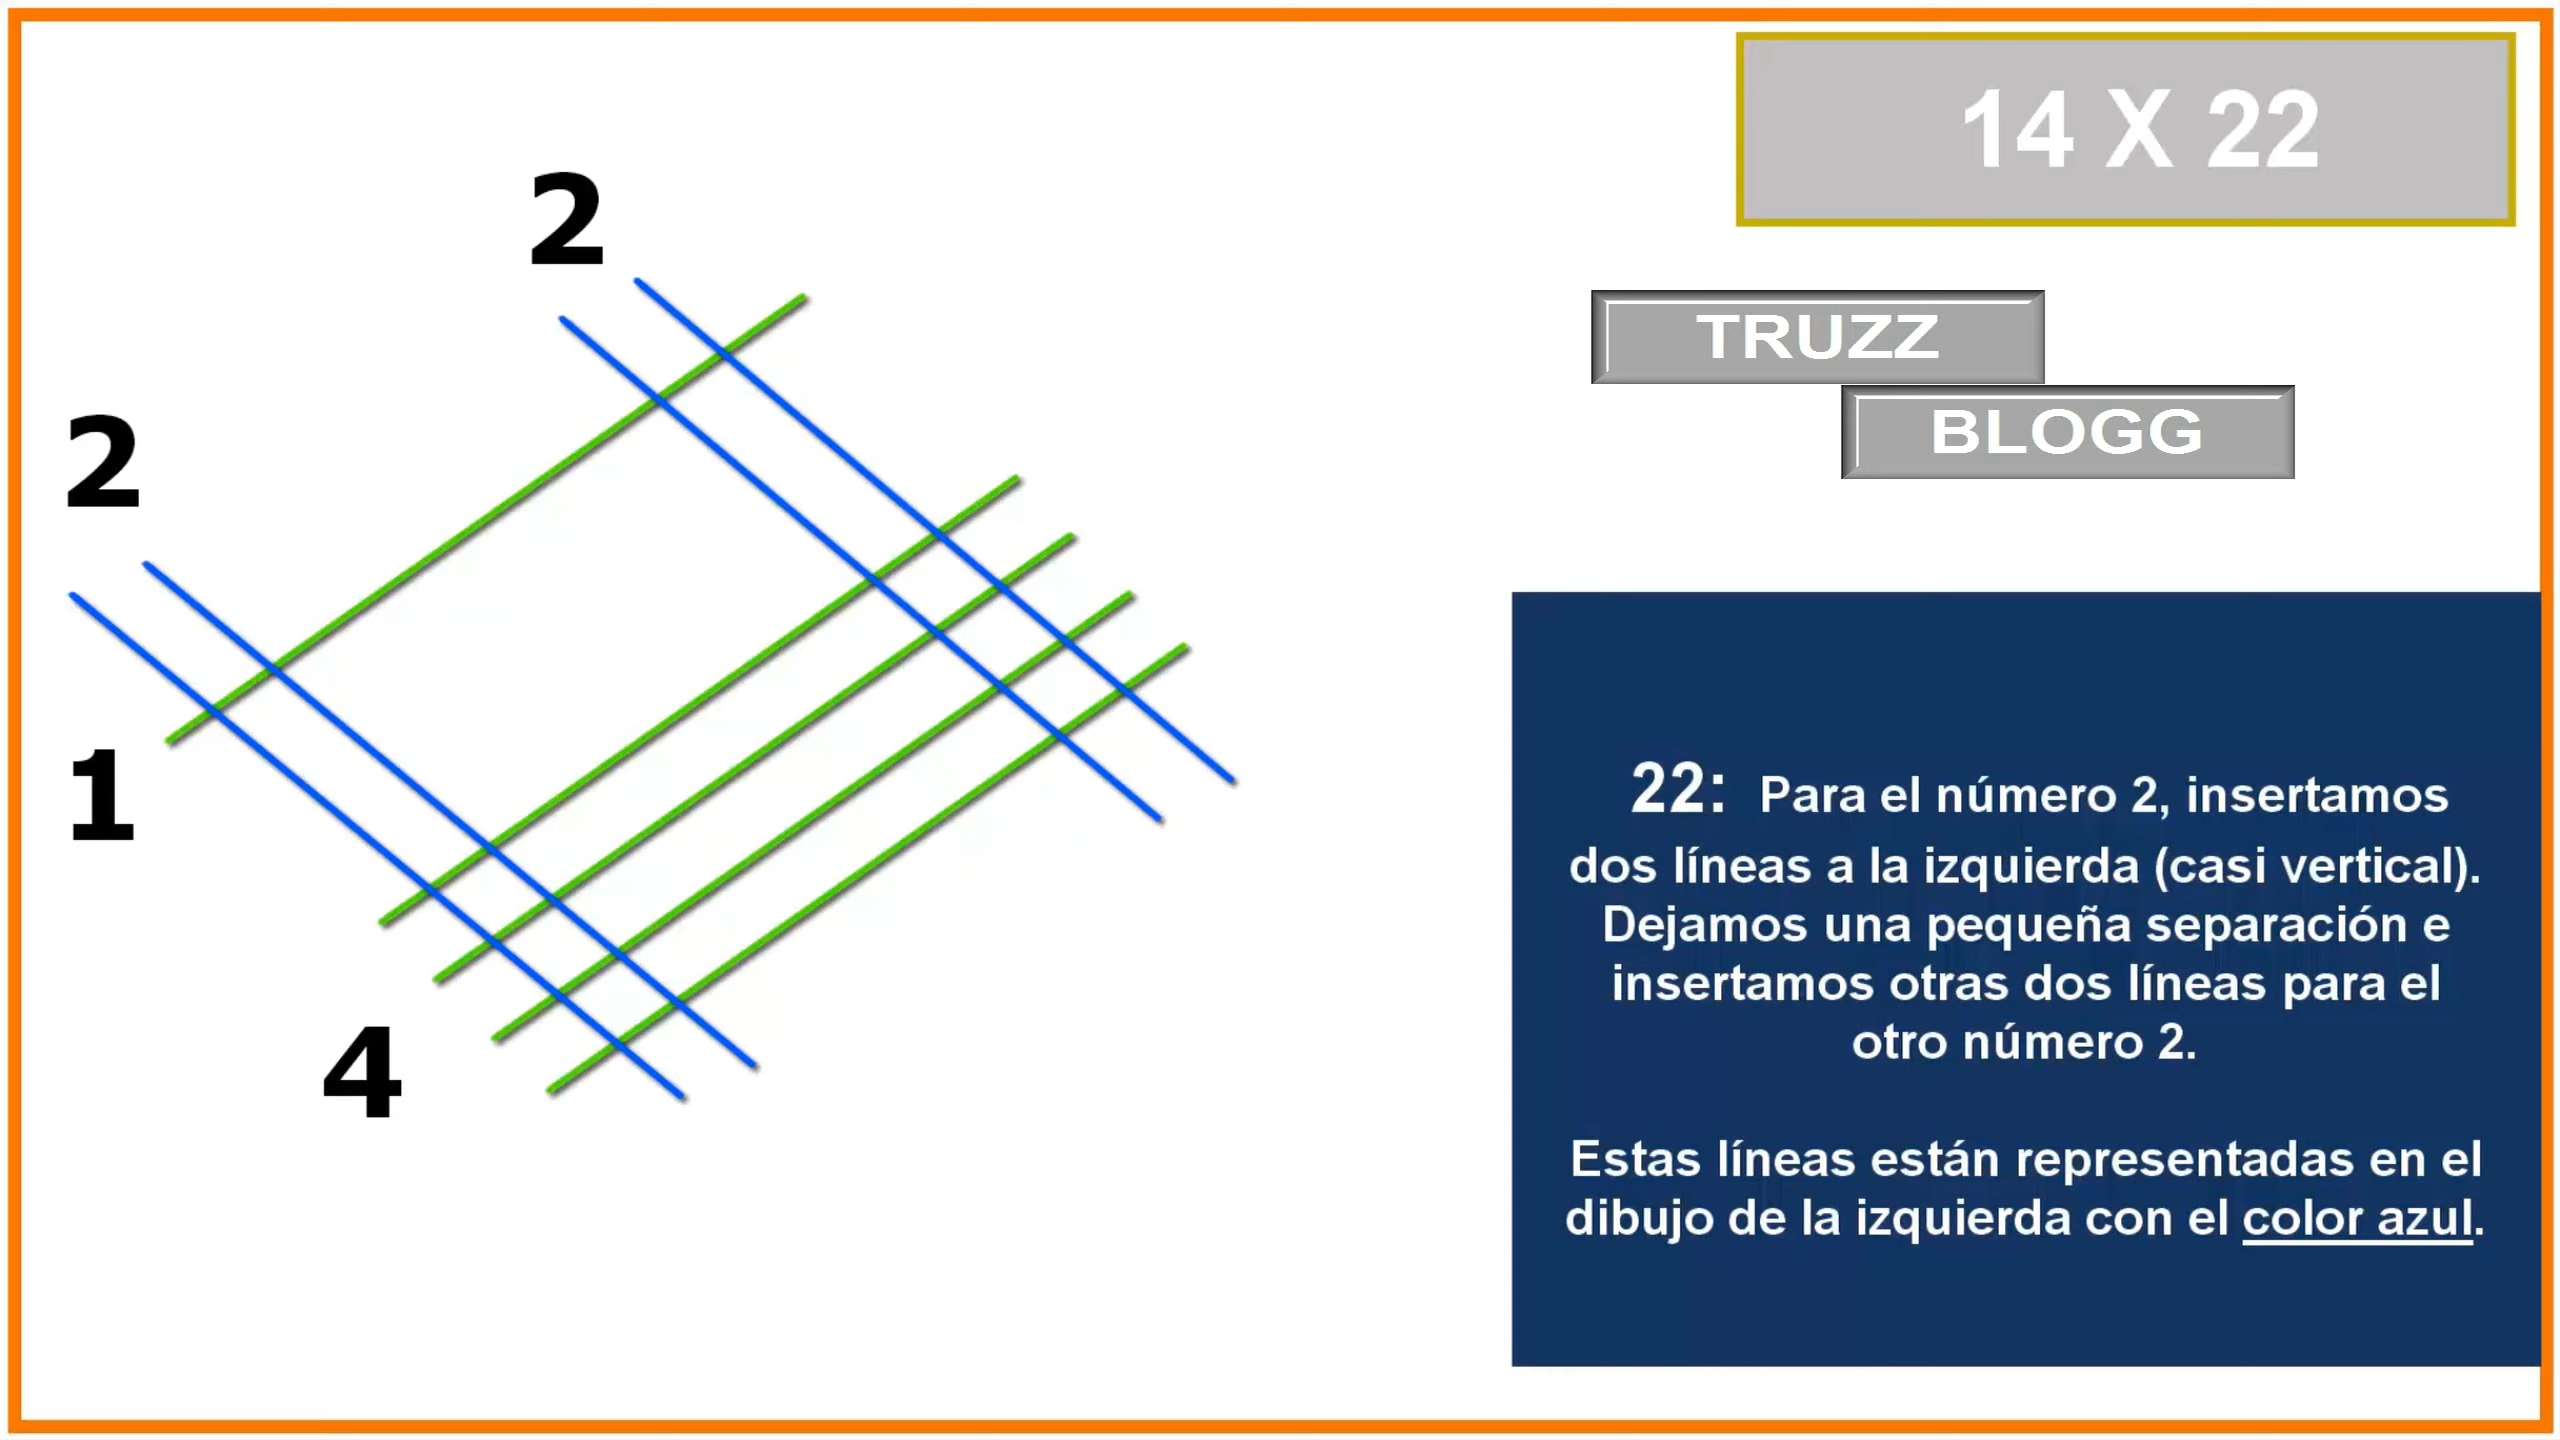 14 X 22
TRUZZ
BLOGG
2
2
1
4
22: Para el número 2, insertamos
dos líneas a la izquierda (casi vertical).
Dejamos una pequeña separación e
insertamos otras dos líneas para el
otro número 2.
Estas líneas están representadas en el
dibujo de la izquierda con el color azul.